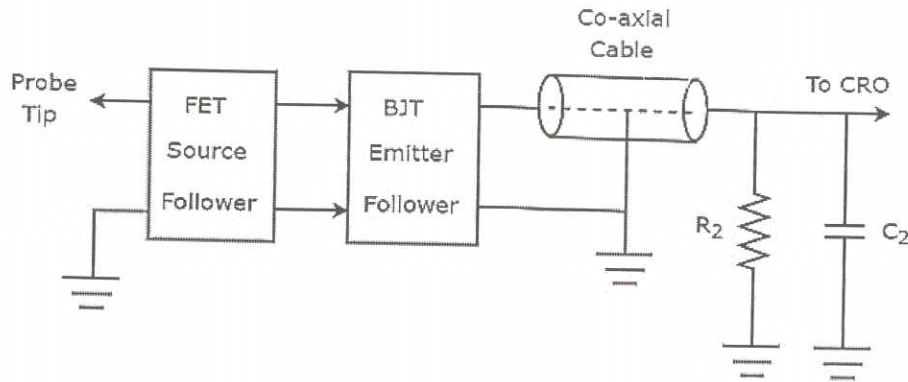 Co-axial
Cable
Probe
Tip
FET
Source
Follower
BJT
Emitter
Follower
To CRO
R2
C2